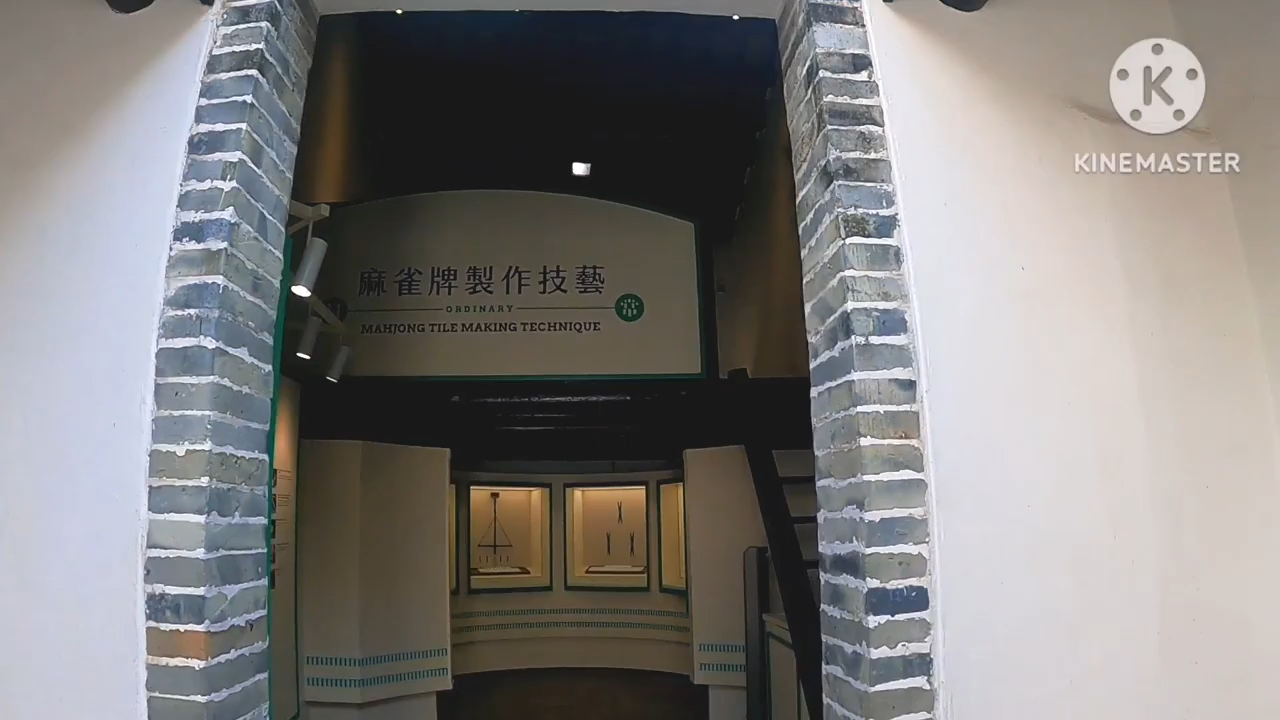 K
KINEMASTER
麻雀牌製作技藝
ORDINARY
MAHJONG TILE MAKING TECHNIQUE